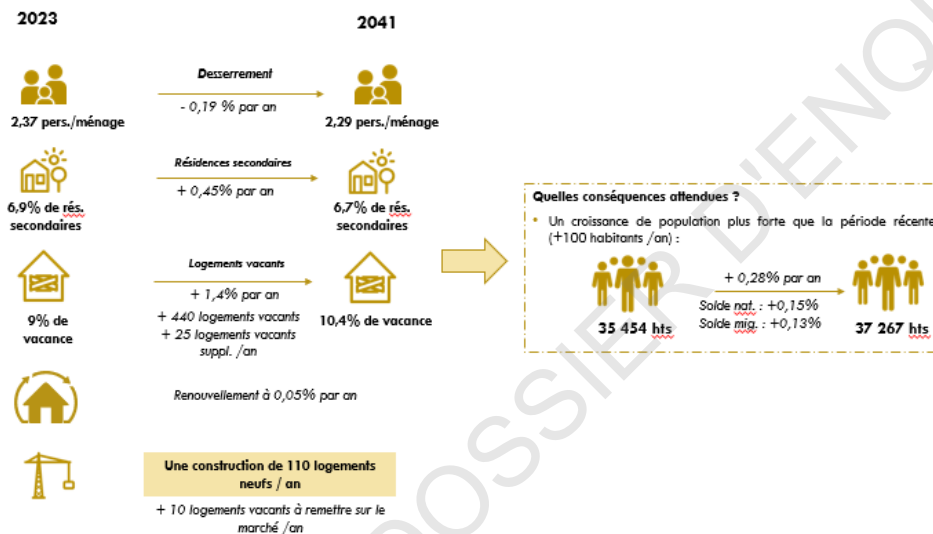 2023
2041
Desserrement
- 0,19 % par an
2,37 pers./ménage
2,29 pers./ménage
Résidences secondaires
+ 0,45% par an
6,9% de rés.
secondaires
6,7% de rés.
secondaires
Logements vacants
+ 1,4% par an
+ 440 logements vacants
+ 25 logements vacants
suppl. /an
9% de
vacance
10,4% de vacance
Renouvellement à 0,05% par an
Une construction de 110 logements
neufs / an
+ 10 logements vacants à remettre sur le
marché /an
Quelles conséquences attendues ?
• Un croissance de population plus forte que la période récente
(+100 habitants /an) :
+ 0,28% par an
Solde nat. : +0,15%
Solde mig. : +0,13%
35 454 hts
37 267 hts
DOSSIER D'ENQU